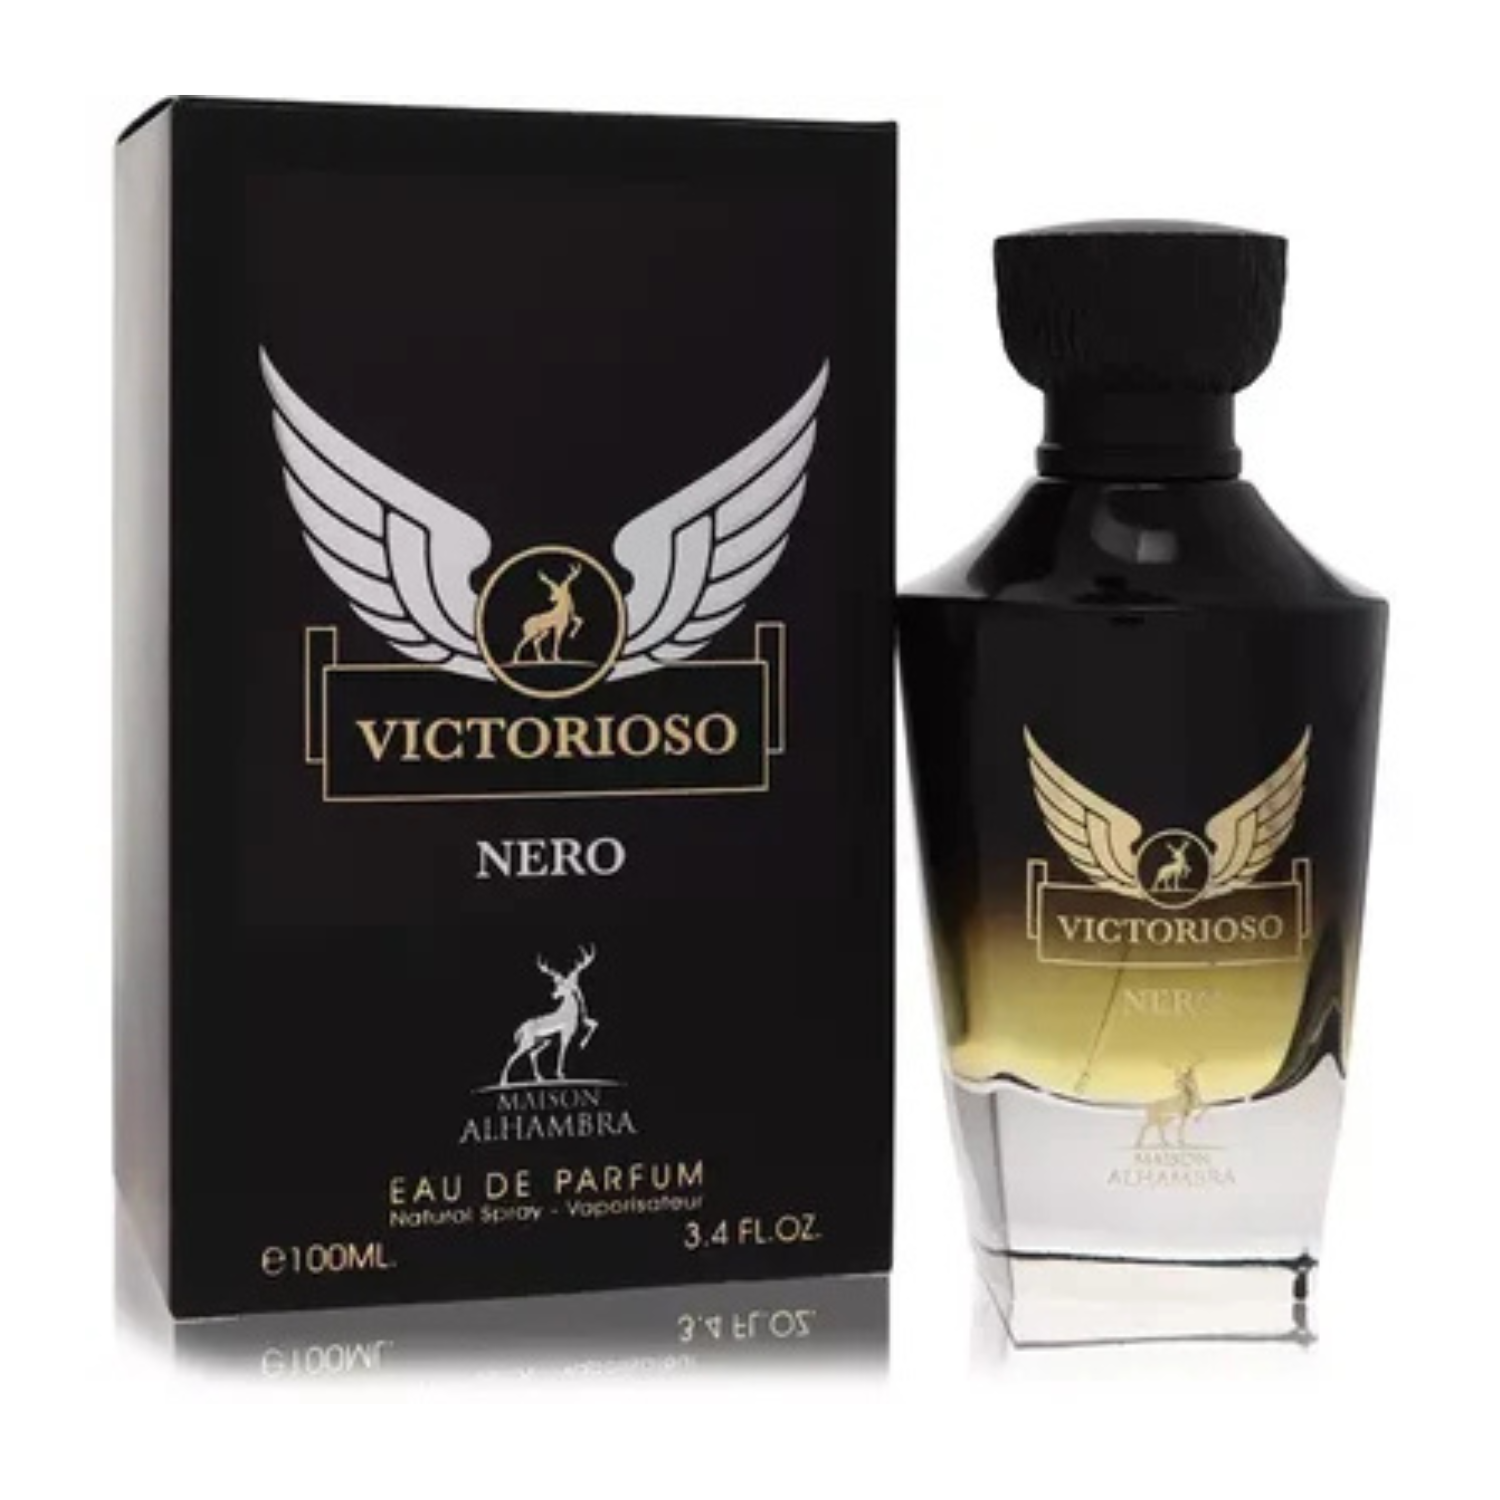 VICTORIOSO
NERO
MAISON
ALHAMBRA
EAU DE PARFUM
Natural Spray - Vaporisateur
3.4 FL.OZ.
℮100ML.
VICTORIOSO
NERO
MAISON
ALHAMBRA